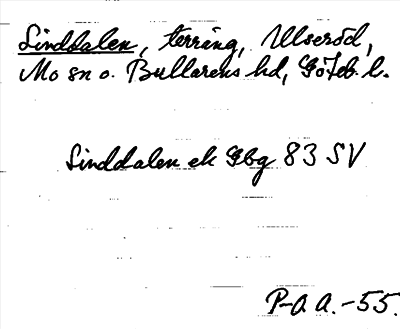 Linddalen, terräng, Ulseröd,
Mo sn o. Bullarens hd, Göteb. l.
Linddalen ek Gbg 83 SV
P-A A. -55.